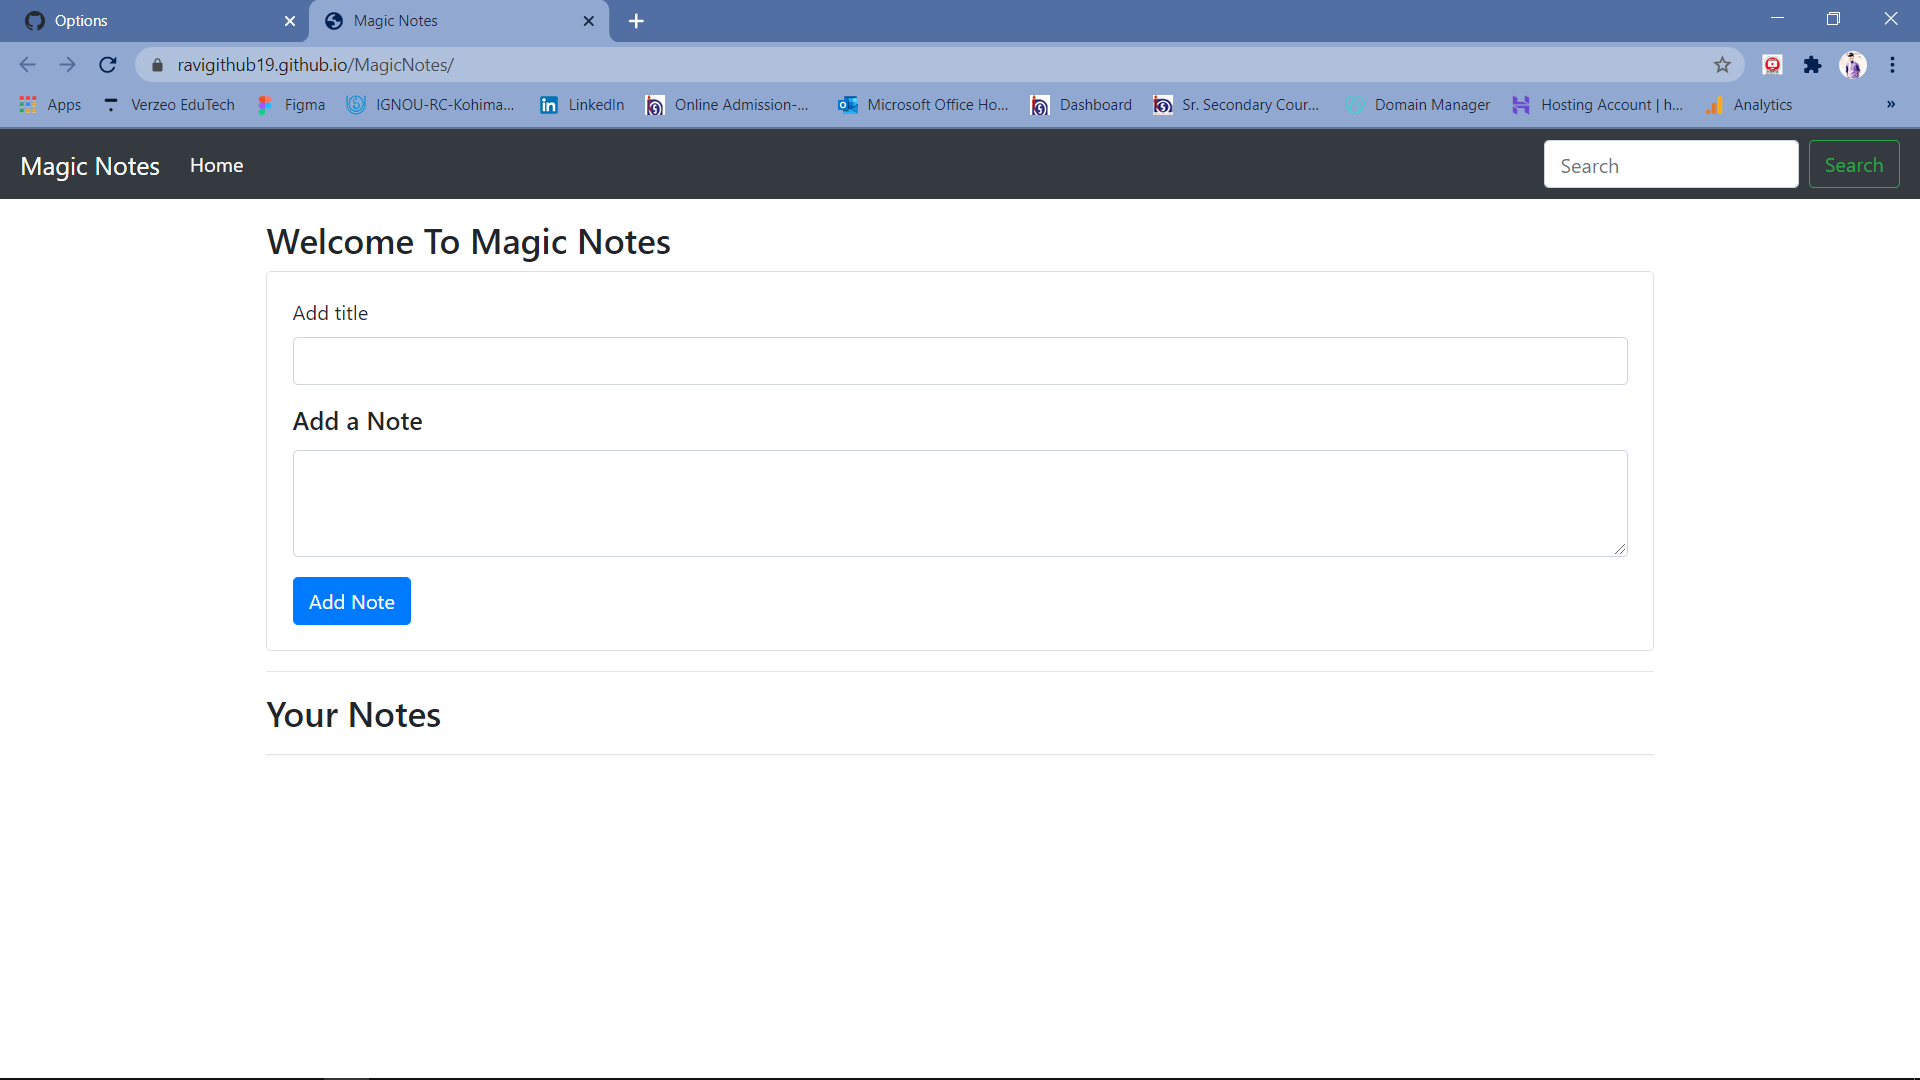 Options
Magic Notes
ravigithub19.github.io/MagicNotes/
Apps
Verzeo EduTech
Figma
IGNOU-RC-Kohima...
LinkedIn
Online Admission-...
Microsoft Office Ho...
Dashboard
Sr. Secondary Cour...
Domain Manager
Hosting Account | h...
Analytics
»
Magic Notes
Home
Search
Search
Welcome To Magic Notes
Add title
Add a Note
Add Note
Your Notes